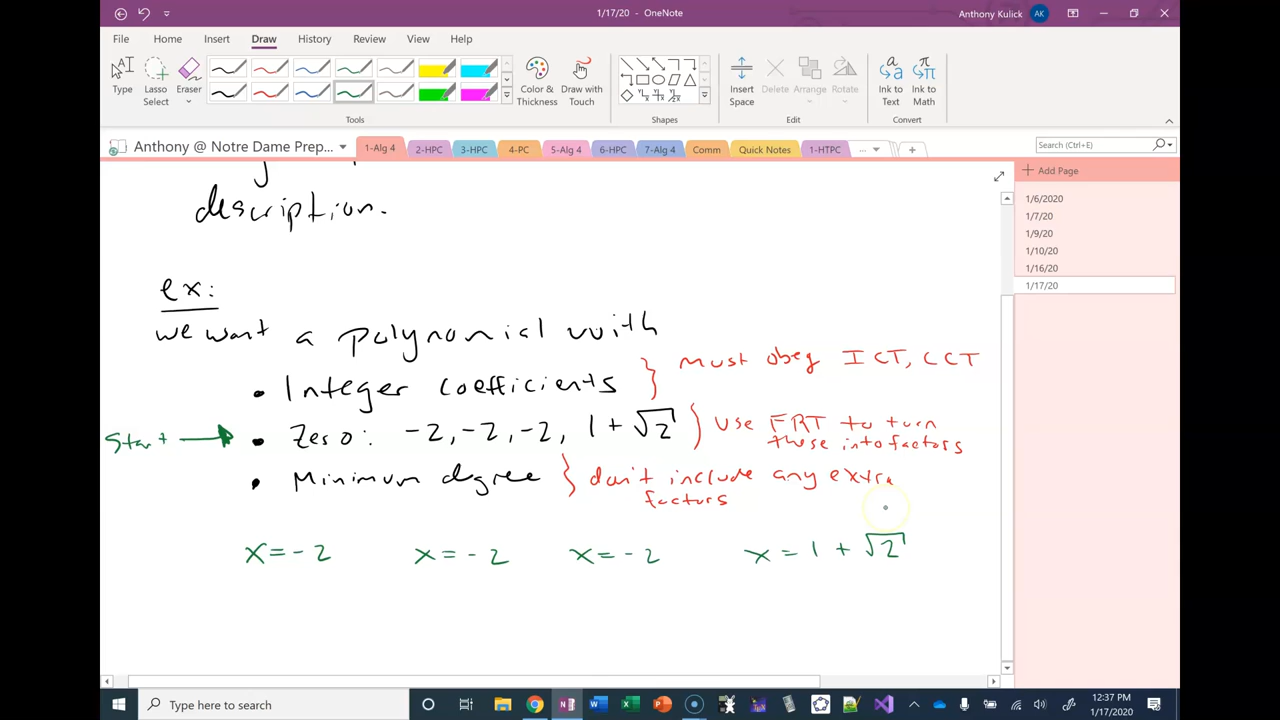 1/17/20 - OneNote
Anthony Kulick AK
File Home Insert Draw History Review View Help
Type
Lasso Select
Eraser
Color & Thickness
Draw with Touch
Insert Space
Delete
Arrange
Rotate
Ink to Text
Ink to Math
Tools
Shapes
Edit
Convert
Anthony @ Notre Dame Prep...
1-Alg 4 2-HPC 3-HPC 4-PC 5-Alg 4 6-HPC 7-Alg 4 Comm Quick Notes 1-HTPC ...
Search (Ctrl+E)
Add Page
1/6/2020
1/7/20
1/9/20
1/10/20
1/16/20
1/17/20
description.
ex:
we want a polynomial with
• Integer coefficients } must obey ICT, CCT
Start → • Zero: -2, -2, -2, 1 + √2 } use FRT to turn
these into factors
• Minimum degree } don't include any extra
factors
x = -2 x = -2 x = -2 x = 1 + √2
Type here to search
12:37 PM
1/17/2020